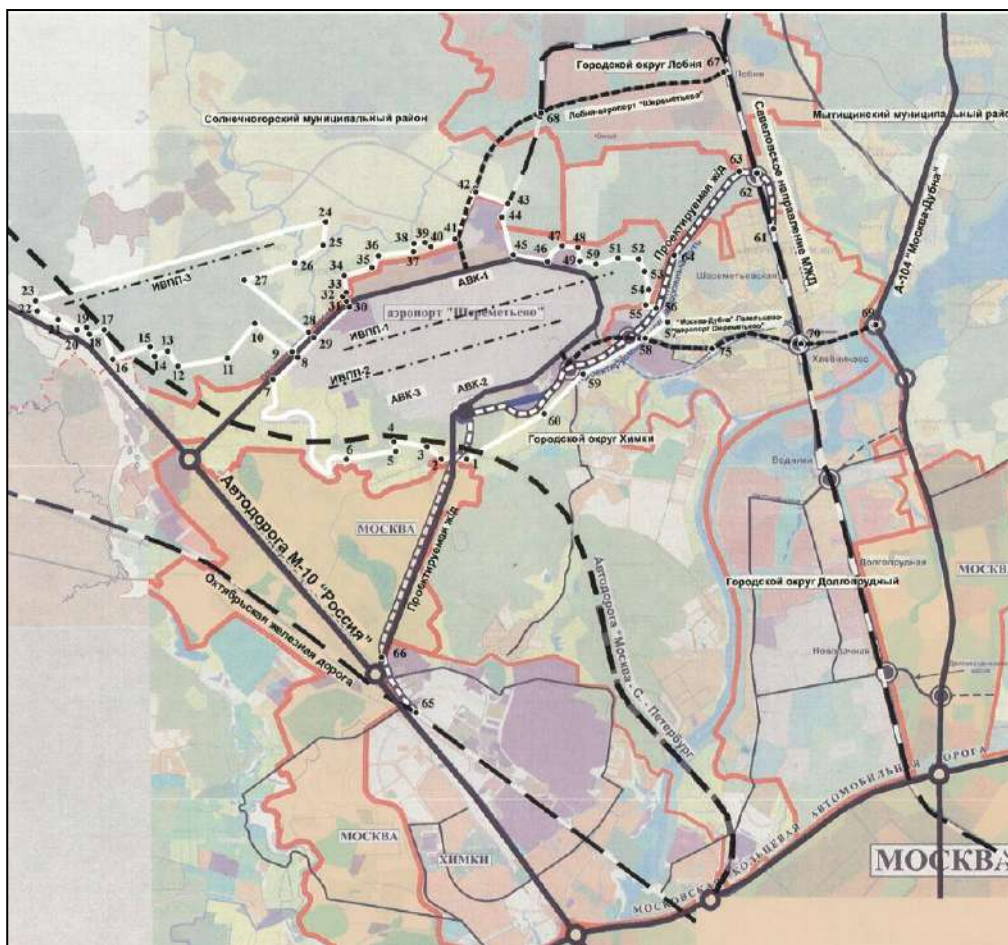 Городской округ Лобня
67
Лобня
Солнечногорский муниципальный район
Лобня-аэропорт "Шереметьево"
68
Мытищинский муниципальный район
Савеловское направление МЖД
А-104 "Москва-Дубна"
Проектируемая ж/д
63
62
61
42
43
44
24
25
26
27
38
39
40
41
37
36
35
34
33
32
31
30
45
46
47
48
49
50
51
52
53
54
55
56
57
64
Шереметьевская
ИВПП-3
АВК-1
аэропорт "Шереметьево"
ИВПП-1
ИВПП-2
АВК-3
АВК-2
23
22
21
20
19
18
17
16
15
14
13
12
11
10
9
8
7
28
29
58
59
60
75
70
69
Хлебниково
4
5
6
3
2
1
Городской округ Химки
Водники
МОСКВА
Проектируемая ж/д
Автодорога М-10 "Россия"
Октябрьская железная дорога
Автодорога "Москва - С. - Петербург"
Городской округ Долгопрудный
Долгопрудная
МОСКВА
Новодачная
66
65
МОСКВА
ХИМКИ
МОСКОВСКАЯ КОЛЬЦЕВАЯ АВТОМОБИЛЬНАЯ ДОРОГА
МОСКВА